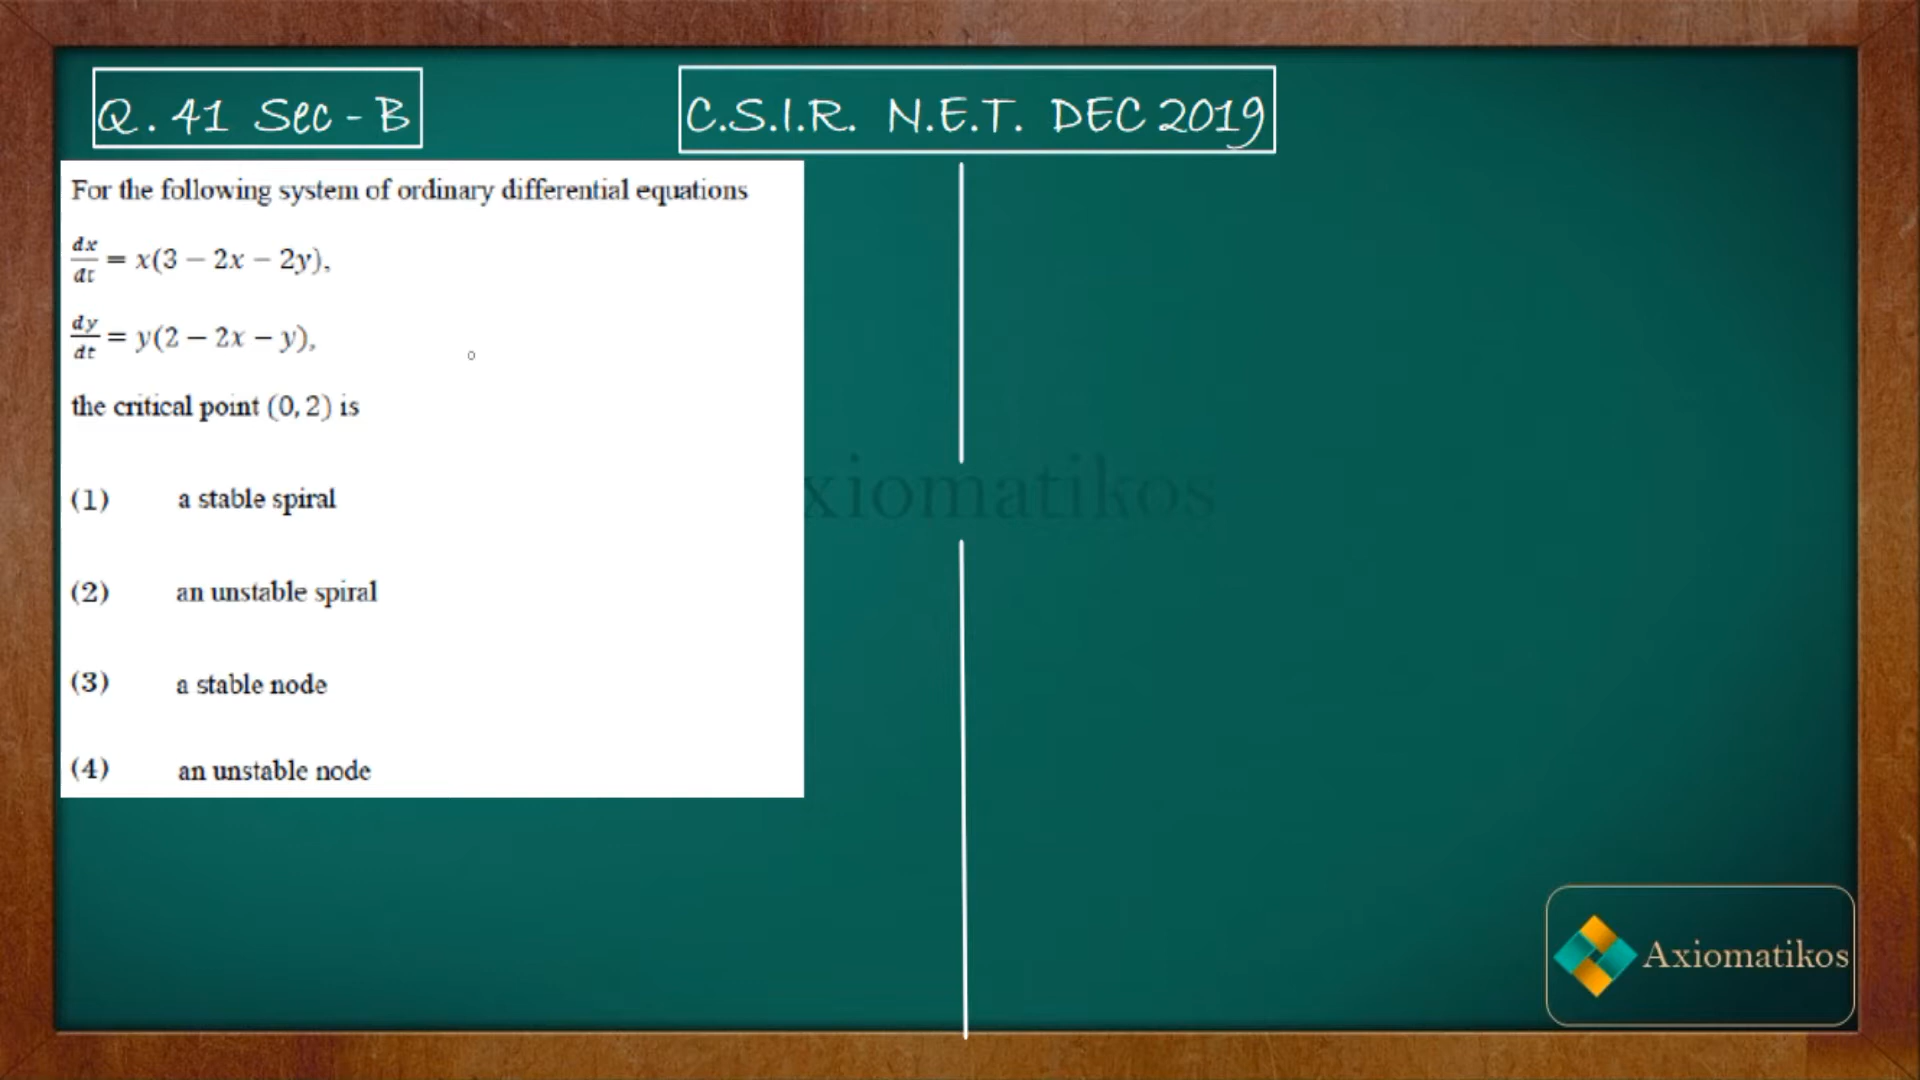 Q. 41 Sec - B
C.S.I.R. N.E.T. DEC 2019
For the following system of ordinary differential equations
dx/dt = x(3 − 2x − 2y),
dy/dt = y(2 − 2x − y),
the critical point (0, 2) is
(1) a stable spiral
(2) an unstable spiral
(3) a stable node
(4) an unstable node
xiomatikos
Axiomatikos